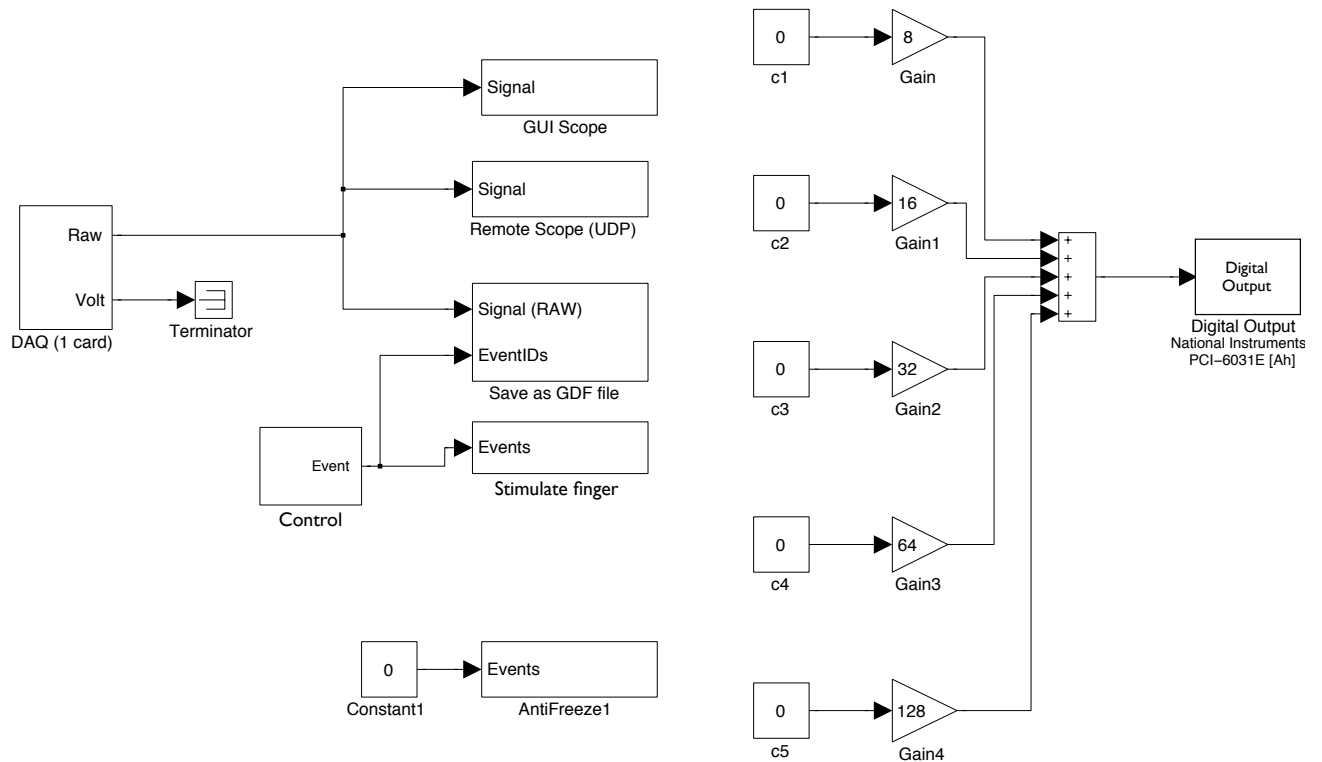 Signal
GUI Scope
Signal
Remote Scope (UDP)
Raw
Volt
DAQ (1 card)
Terminator
Signal (RAW)
EventIDs
Save as GDF file
Event
Control
Events
Stimulate finger
0
Constant1
Events
AntiFreeze1
0
c1
8
Gain
0
c2
16
Gain1
0
c3
32
Gain2
0
c4
64
Gain3
0
c5
128
Gain4
+
+
+
+
+
Digital
Output
Digital Output
National Instruments
PCI−6031E [Ah]